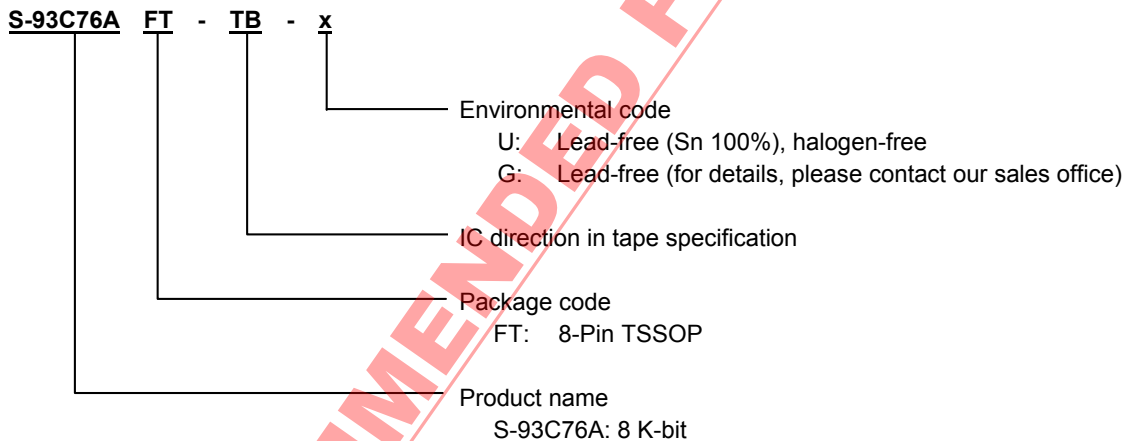 S-93C76A FT - TB - x
Environmental code
U: Lead-free (Sn 100%), halogen-free
G: Lead-free (for details, please contact our sales office)
IC direction in tape specification
Package code
FT: 8-Pin TSSOP
Product name
S-93C76A: 8 K-bit
MMENDED